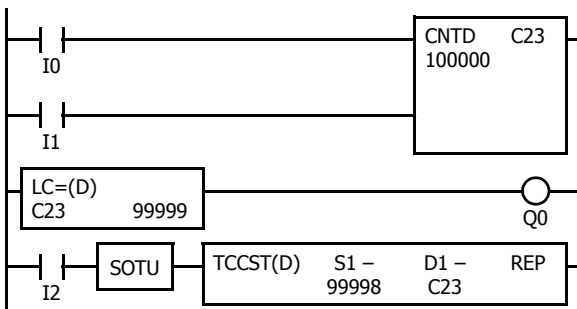 CNTD C23
100000
I0
I1
LC=(D)
C23 99999
Q0
SOTU
TCCST(D) S1 – D1 – REP
99998 C23
I2